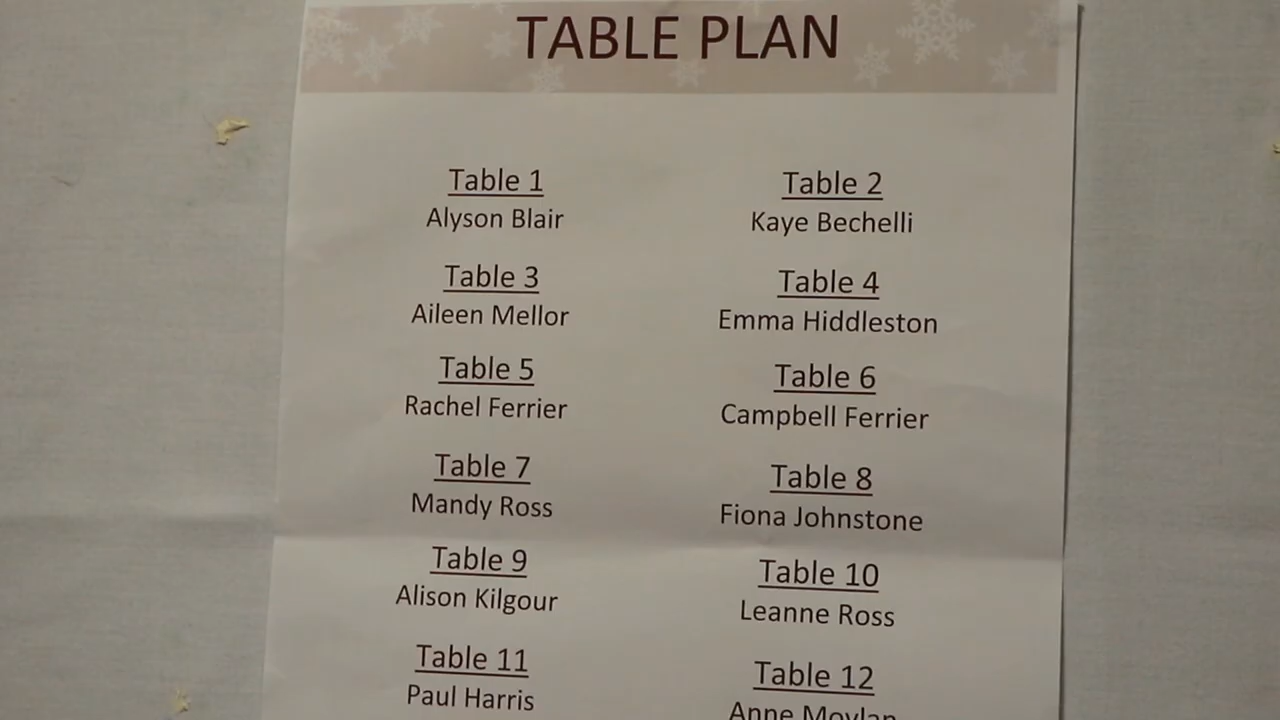 TABLE PLAN
Table 1
Alyson Blair
Table 2
Kaye Bechelli
Table 3
Aileen Mellor
Table 4
Emma Hiddleston
Table 5
Rachel Ferrier
Table 6
Campbell Ferrier
Table 7
Mandy Ross
Table 8
Fiona Johnstone
Table 9
Alison Kilgour
Table 10
Leanne Ross
Table 11
Paul Harris
Table 12
Anne Moylan